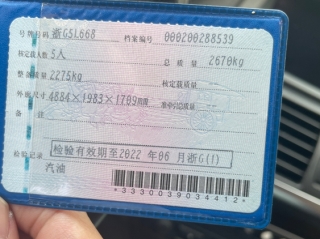 号牌号码 浙GSL668 档案编号 000200288539
核定载人数 5人 总质量 2670kg
整备质量 2275kg 核定载质量 --
外廓尺寸 4884×1983×1709mm 准牵引总质量 --
备注
检验有效期至2022年06月浙G(1)
检验记录
汽油
*3330039034412*